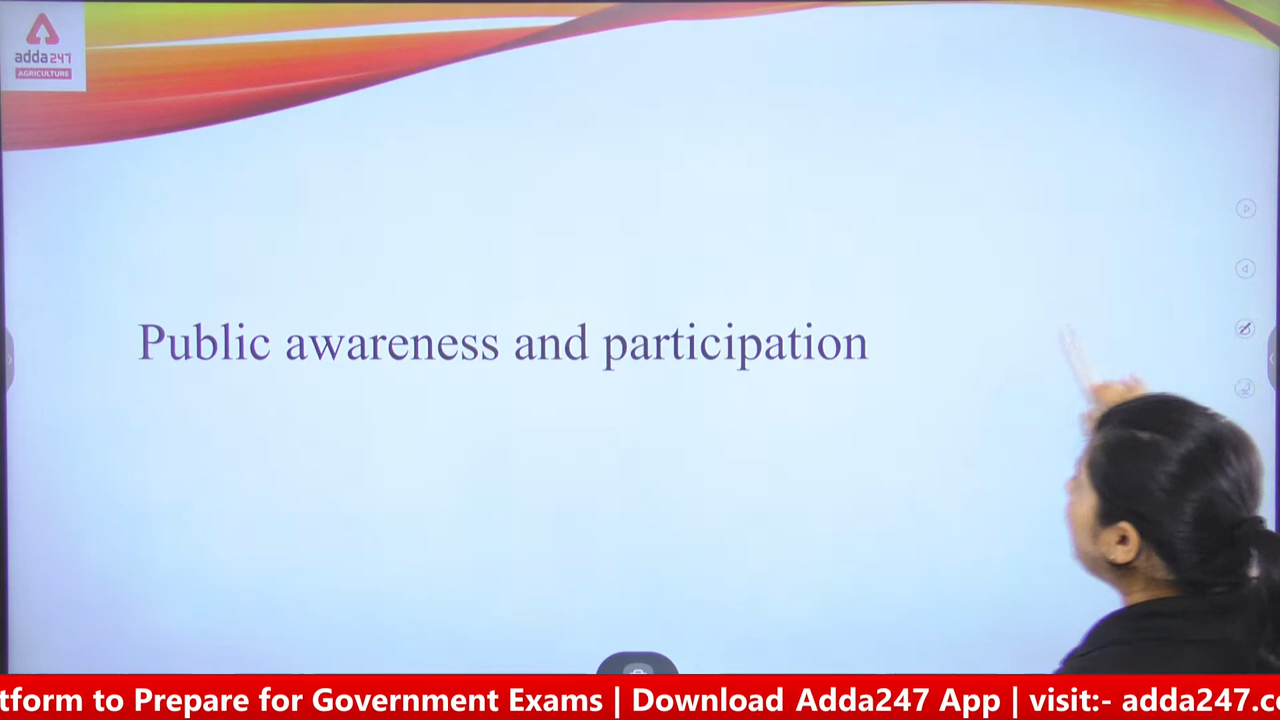 adda247
AGRICULTURE
Public awareness and participation
tform to Prepare for Government Exams | Download Adda247 App | visit:- adda247.c